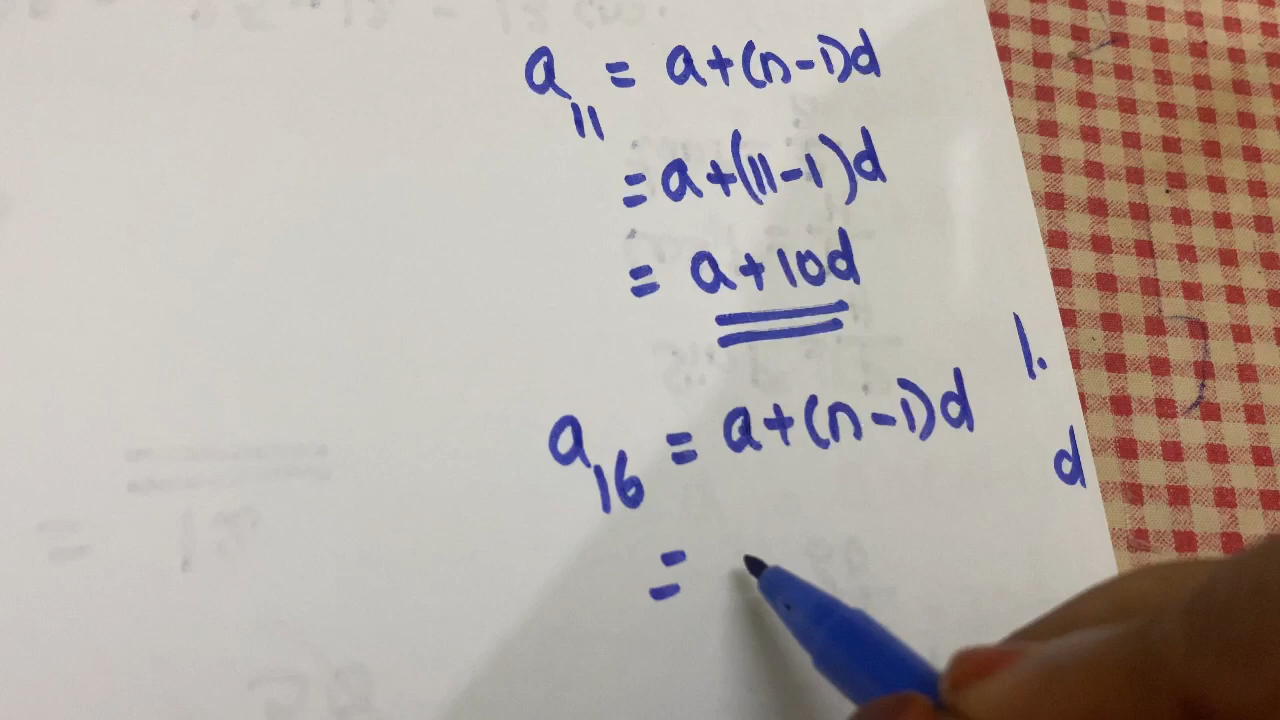 a₁₁ = a+(n-1)d
= a+(11-1)d
= a+10d
1.
a₁₆ = a+(n-1)d
d
=